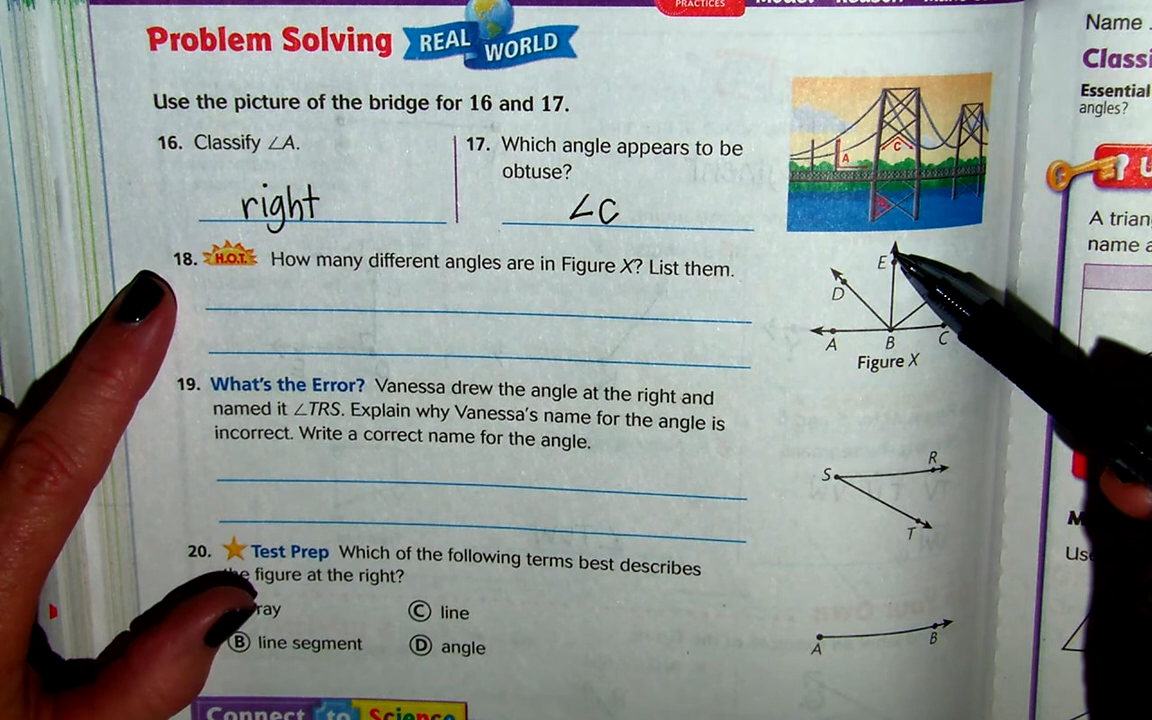 PRACTICES
Problem Solving REAL WORLD
Use the picture of the bridge for 16 and 17.
16. Classify ∠A.
right
17. Which angle appears to be
obtuse?
∠C
A
C
18. H.O.T. How many different angles are in Figure X? List them.
E
D
A B C
Figure X
19. What's the Error? Vanessa drew the angle at the right and
named it ∠TRS. Explain why Vanessa's name for the angle is
incorrect. Write a correct name for the angle.
S R
T
20. Test Prep Which of the following terms best describes
figure at the right?
ray
C line
B line segment
D angle
A B
Connect to Science
Name
Classi
Essential
angles?
? U
A trian
name a
M
Use